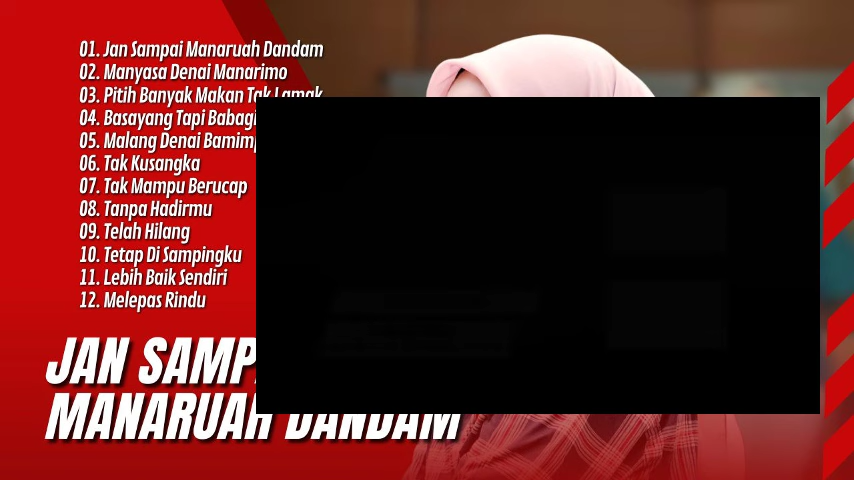 01. Jan Sampai Manaruah Dandam
02. Manyasa Denai Manarimo
03. Pitih Banyak Makan Tak Lamak
04. Basayang Tapi
05. Malang Denai
06. Tak Kusangka
07. Tak Mampu Berucap
08. Tanpa Hadirmu
09. Telah Hilang
10. Tetap Di Sampingku
11. Lebih Baik Sendiri
12. Melepas Rindu
JAN
MANARUAH DANDAM